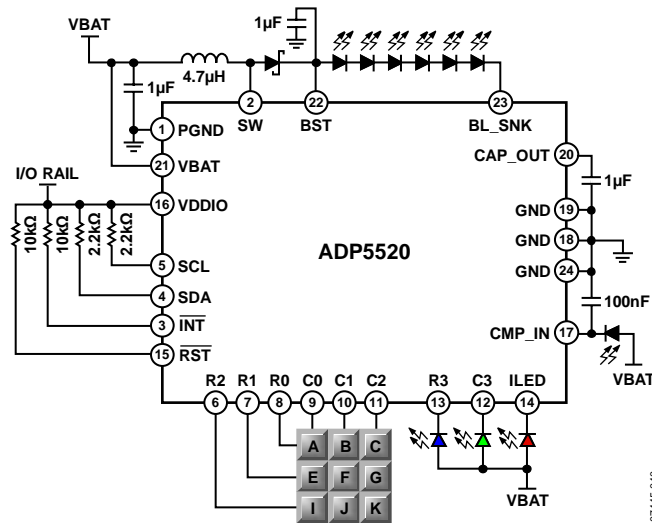 VBAT
1µF
1µF
4.7µH
2
SW
22
BST
23
BL_SNK
1 PGND
21 VBAT
I/O RAIL
16 VDDIO
10kΩ
10kΩ
2.2kΩ
2.2kΩ
5 SCL
4 SDA
3 INT
15 RST
ADP5520
CAP_OUT 20
1µF
GND 19
GND 18
GND 24
100nF
CMP_IN 17
VBAT
R2 R1 R0 C0 C1 C2 R3 C3 ILED
6 7 8 9 10 11 13 12 14
A B C
E F G
I J K
VBAT